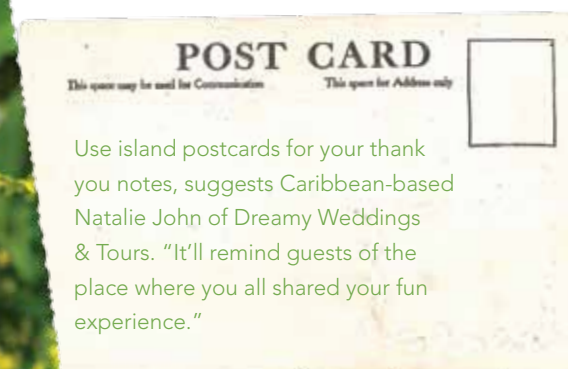 POST CARD
This space may be used for Communication This space for Address only
Use island postcards for your thank
you notes, suggests Caribbean-based
Natalie John of Dreamy Weddings
& Tours. “It’ll remind guests of the
place where you all shared your fun
experience.”